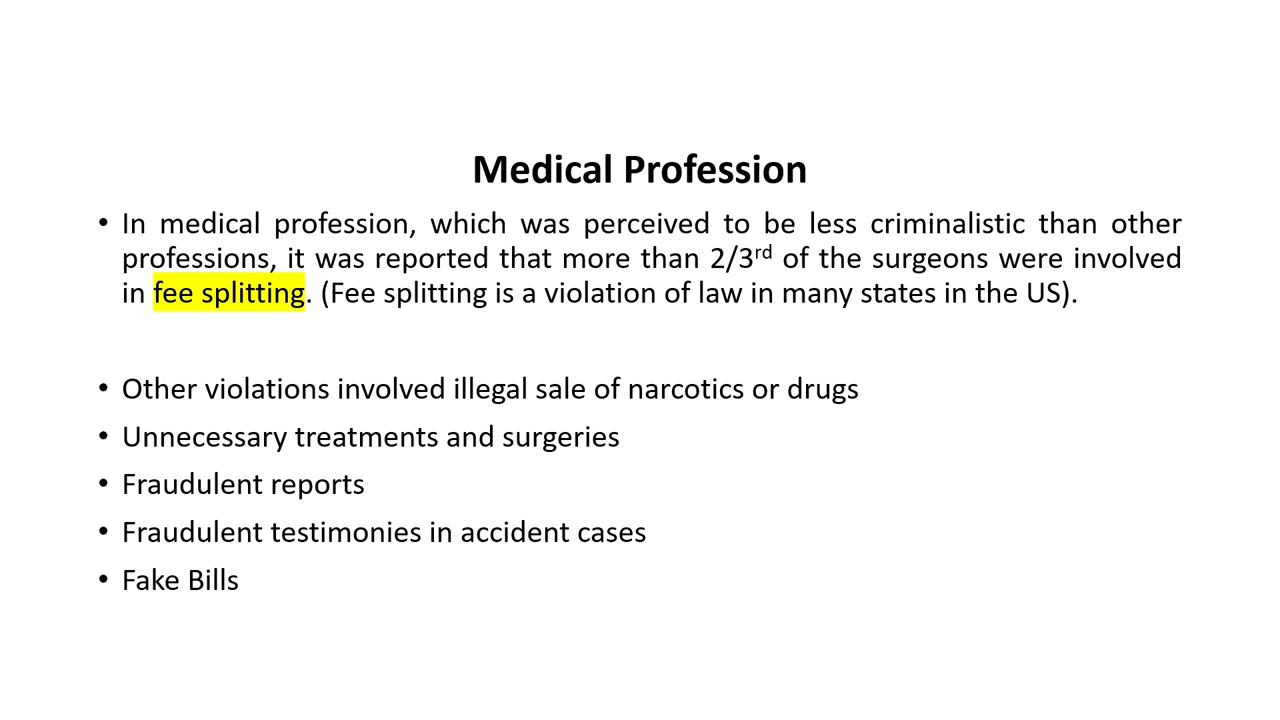 Medical Profession
• In medical profession, which was perceived to be less criminalistic than other
professions, it was reported that more than 2/3rd of the surgeons were involved
in fee splitting. (Fee splitting is a violation of law in many states in the US).
• Other violations involved illegal sale of narcotics or drugs
• Unnecessary treatments and surgeries
• Fraudulent reports
• Fraudulent testimonies in accident cases
• Fake Bills